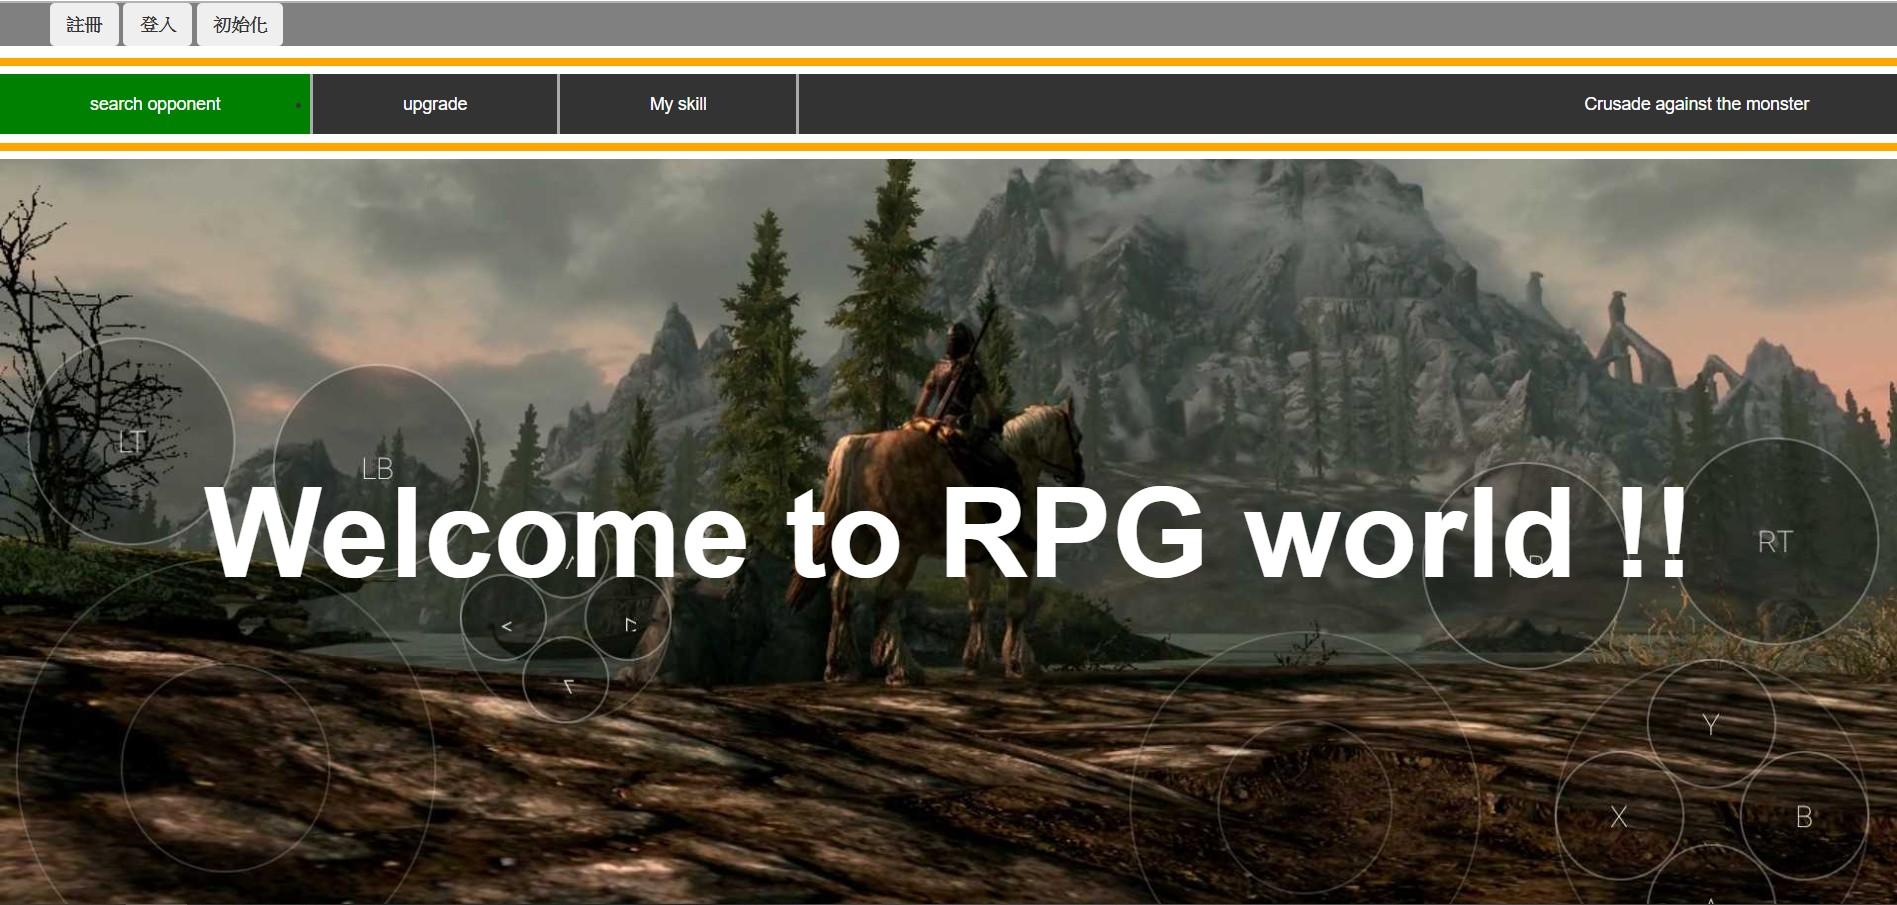 註冊 登入 初始化
search opponent upgrade My skill Crusade against the monster
LT
LB
Welcome to RPG world !!
RT
Y
X
B